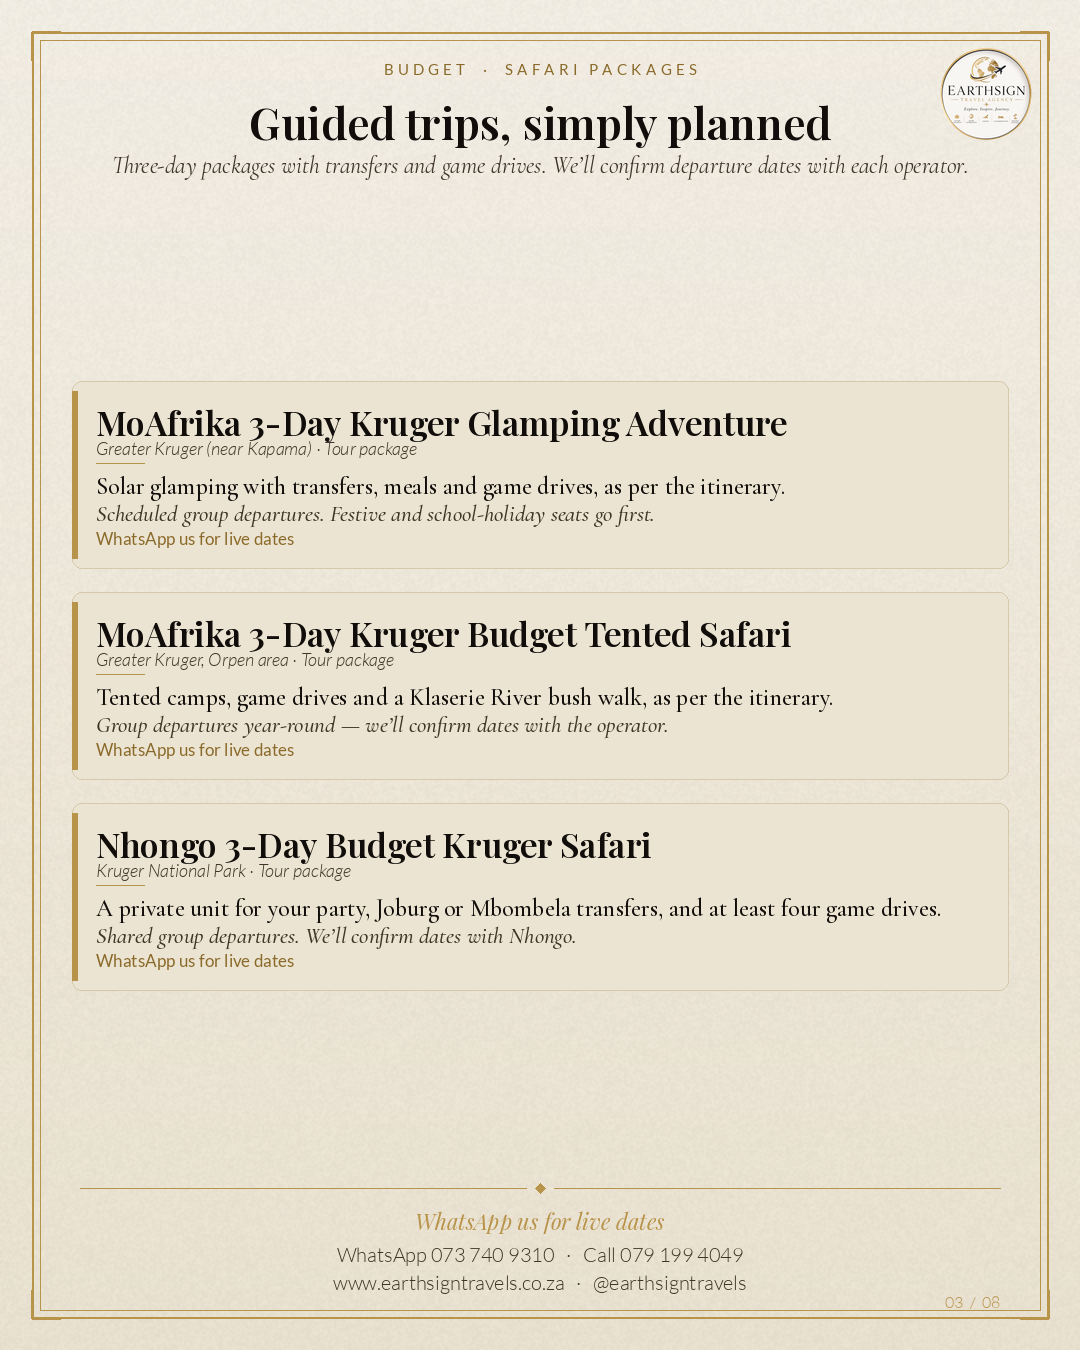 BUDGET · SAFARI PACKAGES
EARTHSIGN
TRAVEL AGENCY
Explore. Inspire. Journey.
Guided trips, simply planned
Three-day packages with transfers and game drives. We’ll confirm departure dates with each operator.
MoAfrika 3-Day Kruger Glamping Adventure
Greater Kruger (near Kapama) · Tour package
Solar glamping with transfers, meals and game drives, as per the itinerary.
Scheduled group departures. Festive and school-holiday seats go first.
WhatsApp us for live dates
MoAfrika 3-Day Kruger Budget Tented Safari
Greater Kruger, Orpen area · Tour package
Tented camps, game drives and a Klaserie River bush walk, as per the itinerary.
Group departures year-round — we’ll confirm dates with the operator.
WhatsApp us for live dates
Nhongo 3-Day Budget Kruger Safari
Kruger National Park · Tour package
A private unit for your party, Joburg or Mbombela transfers, and at least four game drives.
Shared group departures. We’ll confirm dates with Nhongo.
WhatsApp us for live dates
WhatsApp us for live dates
WhatsApp 073 740 9310 · Call 079 199 4049
www.earthsigntravels.co.za · @earthsigntravels
03 / 08